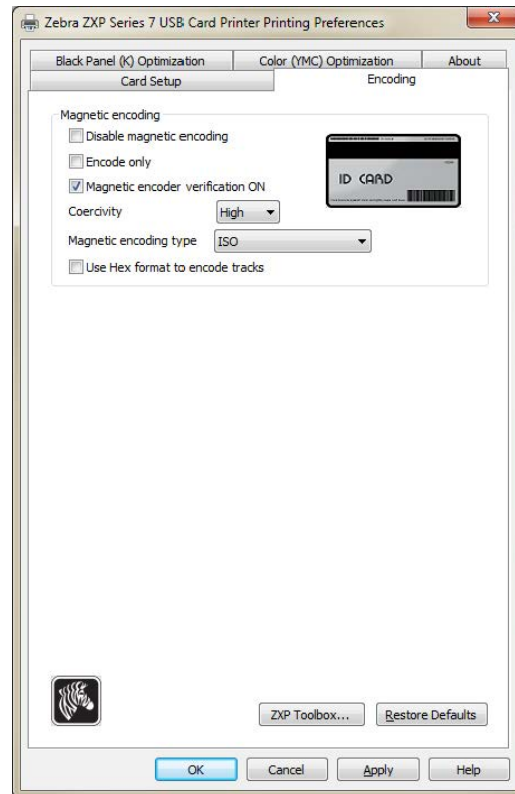 Zebra ZXP Series 7 USB Card Printer Printing Preferences
Black Panel (K) Optimization Color (YMC) Optimization About
Card Setup Encoding
Magnetic encoding
Disable magnetic encoding
Encode only
ID CARD
Magnetic encoder verification ON
Coercivity High
Magnetic encoding type ISO
Use Hex format to encode tracks
ZXP Toolbox... Restore Defaults
OK Cancel Apply Help